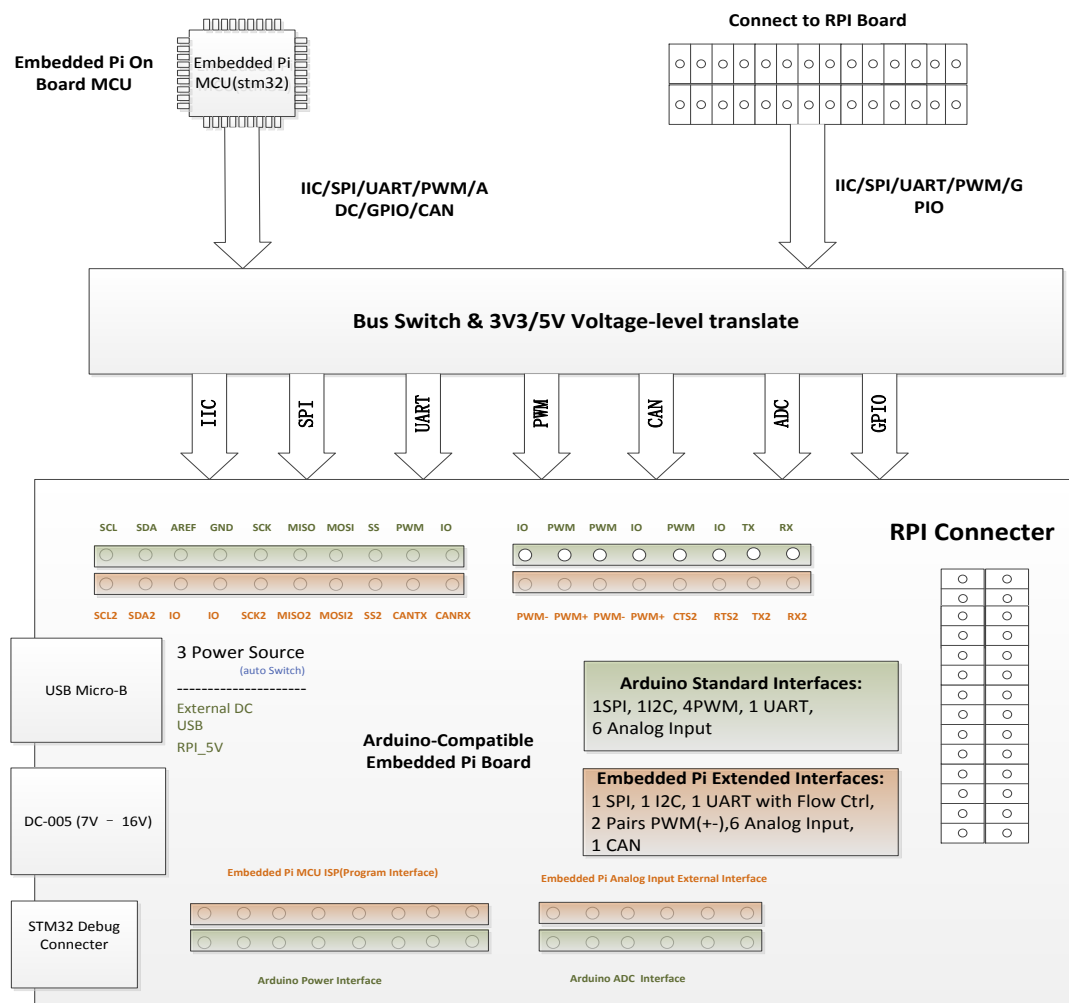 Connect to RPI Board
Embedded Pi On
Board MCU
Embedded Pi
MCU(stm32)
IIC/SPI/UART/PWM/A
DC/GPIO/CAN
IIC/SPI/UART/PWM/G
PIO
Bus Switch & 3V3/5V Voltage-level translate
IIC
SPI
UART
PWM
CAN
ADC
GPIO
SCL SDA AREF GND SCK MISO MOSI SS PWM IO
IO PWM PWM IO PWM IO TX RX
RPI Connecter
SCL2 SDA2 IO IO SCK2 MISO2 MOSI2 SS2 CANTX CANRX
PWM- PWM+ PWM- PWM+ CTS2 RTS2 TX2 RX2
USB Micro-B
3 Power Source
(auto Switch)
----------------------
External DC
USB
RPI_5V
Arduino-Compatible
Embedded Pi Board
Arduino Standard Interfaces:
1SPI, 1I2C, 4PWM, 1 UART,
6 Analog Input
Embedded Pi Extended Interfaces:
1 SPI, 1 I2C, 1 UART with Flow Ctrl,
2 Pairs PWM(+-),6 Analog Input,
1 CAN
DC-005 (7V – 16V)
Embedded Pi MCU ISP(Program Interface)
Embedded Pi Analog Input External Interface
STM32 Debug
Connecter
Arduino Power Interface
Arduino ADC Interface